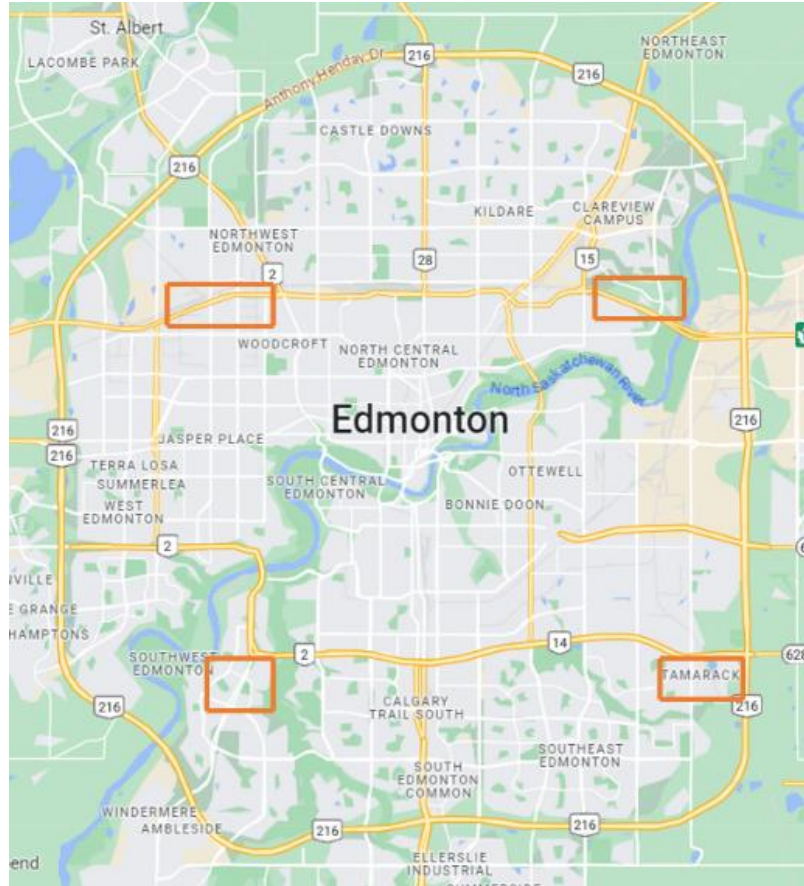 St. Albert
LACOMBE PARK
Anthony Henday Dr
216
216
NORTHEAST
EDMONTON
CASTLE DOWNS
216
KILDARE
CLAREVIEW
CAMPUS
NORTHWEST
EDMONTON
2
28
15
WOODCROFT
NORTH CENTRAL
EDMONTON
North Saskatchewan River
Edmonton
216
216
216
JASPER PLACE
TERRA LOSA
SUMMERLEA
WEST
EDMONTON
SOUTH CENTRAL
EDMONTON
OTTEWELL
BONNIE DOON
2
NVILLE
E GRANGE
HAMPTONS
SOUTHWEST
EDMONTON
2
14
628
TAMARACK
216
216
CALGARY
TRAIL SOUTH
SOUTHEAST
EDMONTON
SOUTH
EDMONTON
COMMON
WINDERMERE
AMBLESIDE
216
216
end
ELLERSLIE
INDUSTRIAL